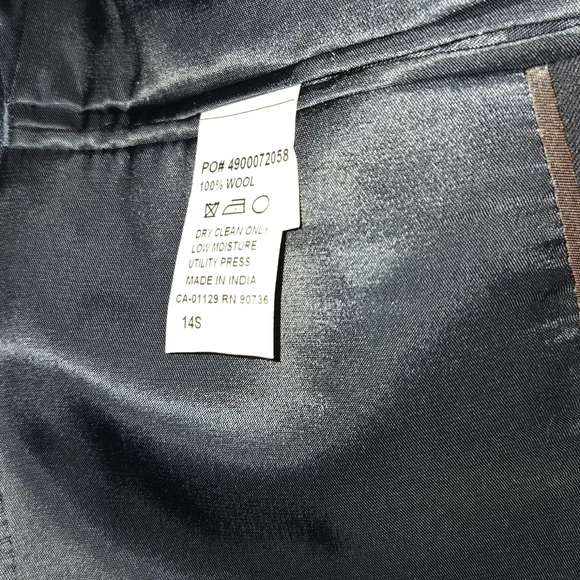 PO# 4900072058
100% WOOL
DRY CLEAN ONLY
LOW MOISTURE
UTILITY PRESS
MADE IN INDIA
CA-01129 RN 90736
14S